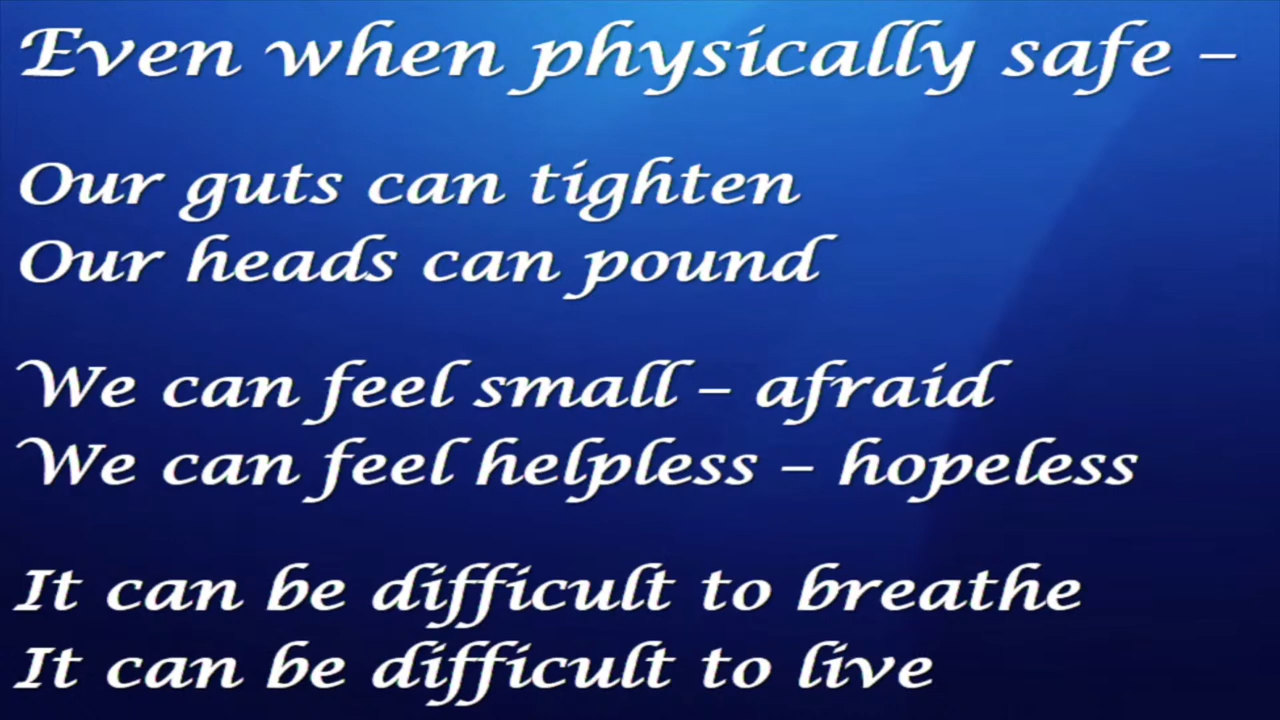 Even when physically safe –
Our guts can tighten
Our heads can pound
We can feel small – afraid
We can feel helpless – hopeless
It can be difficult to breathe
It can be difficult to live